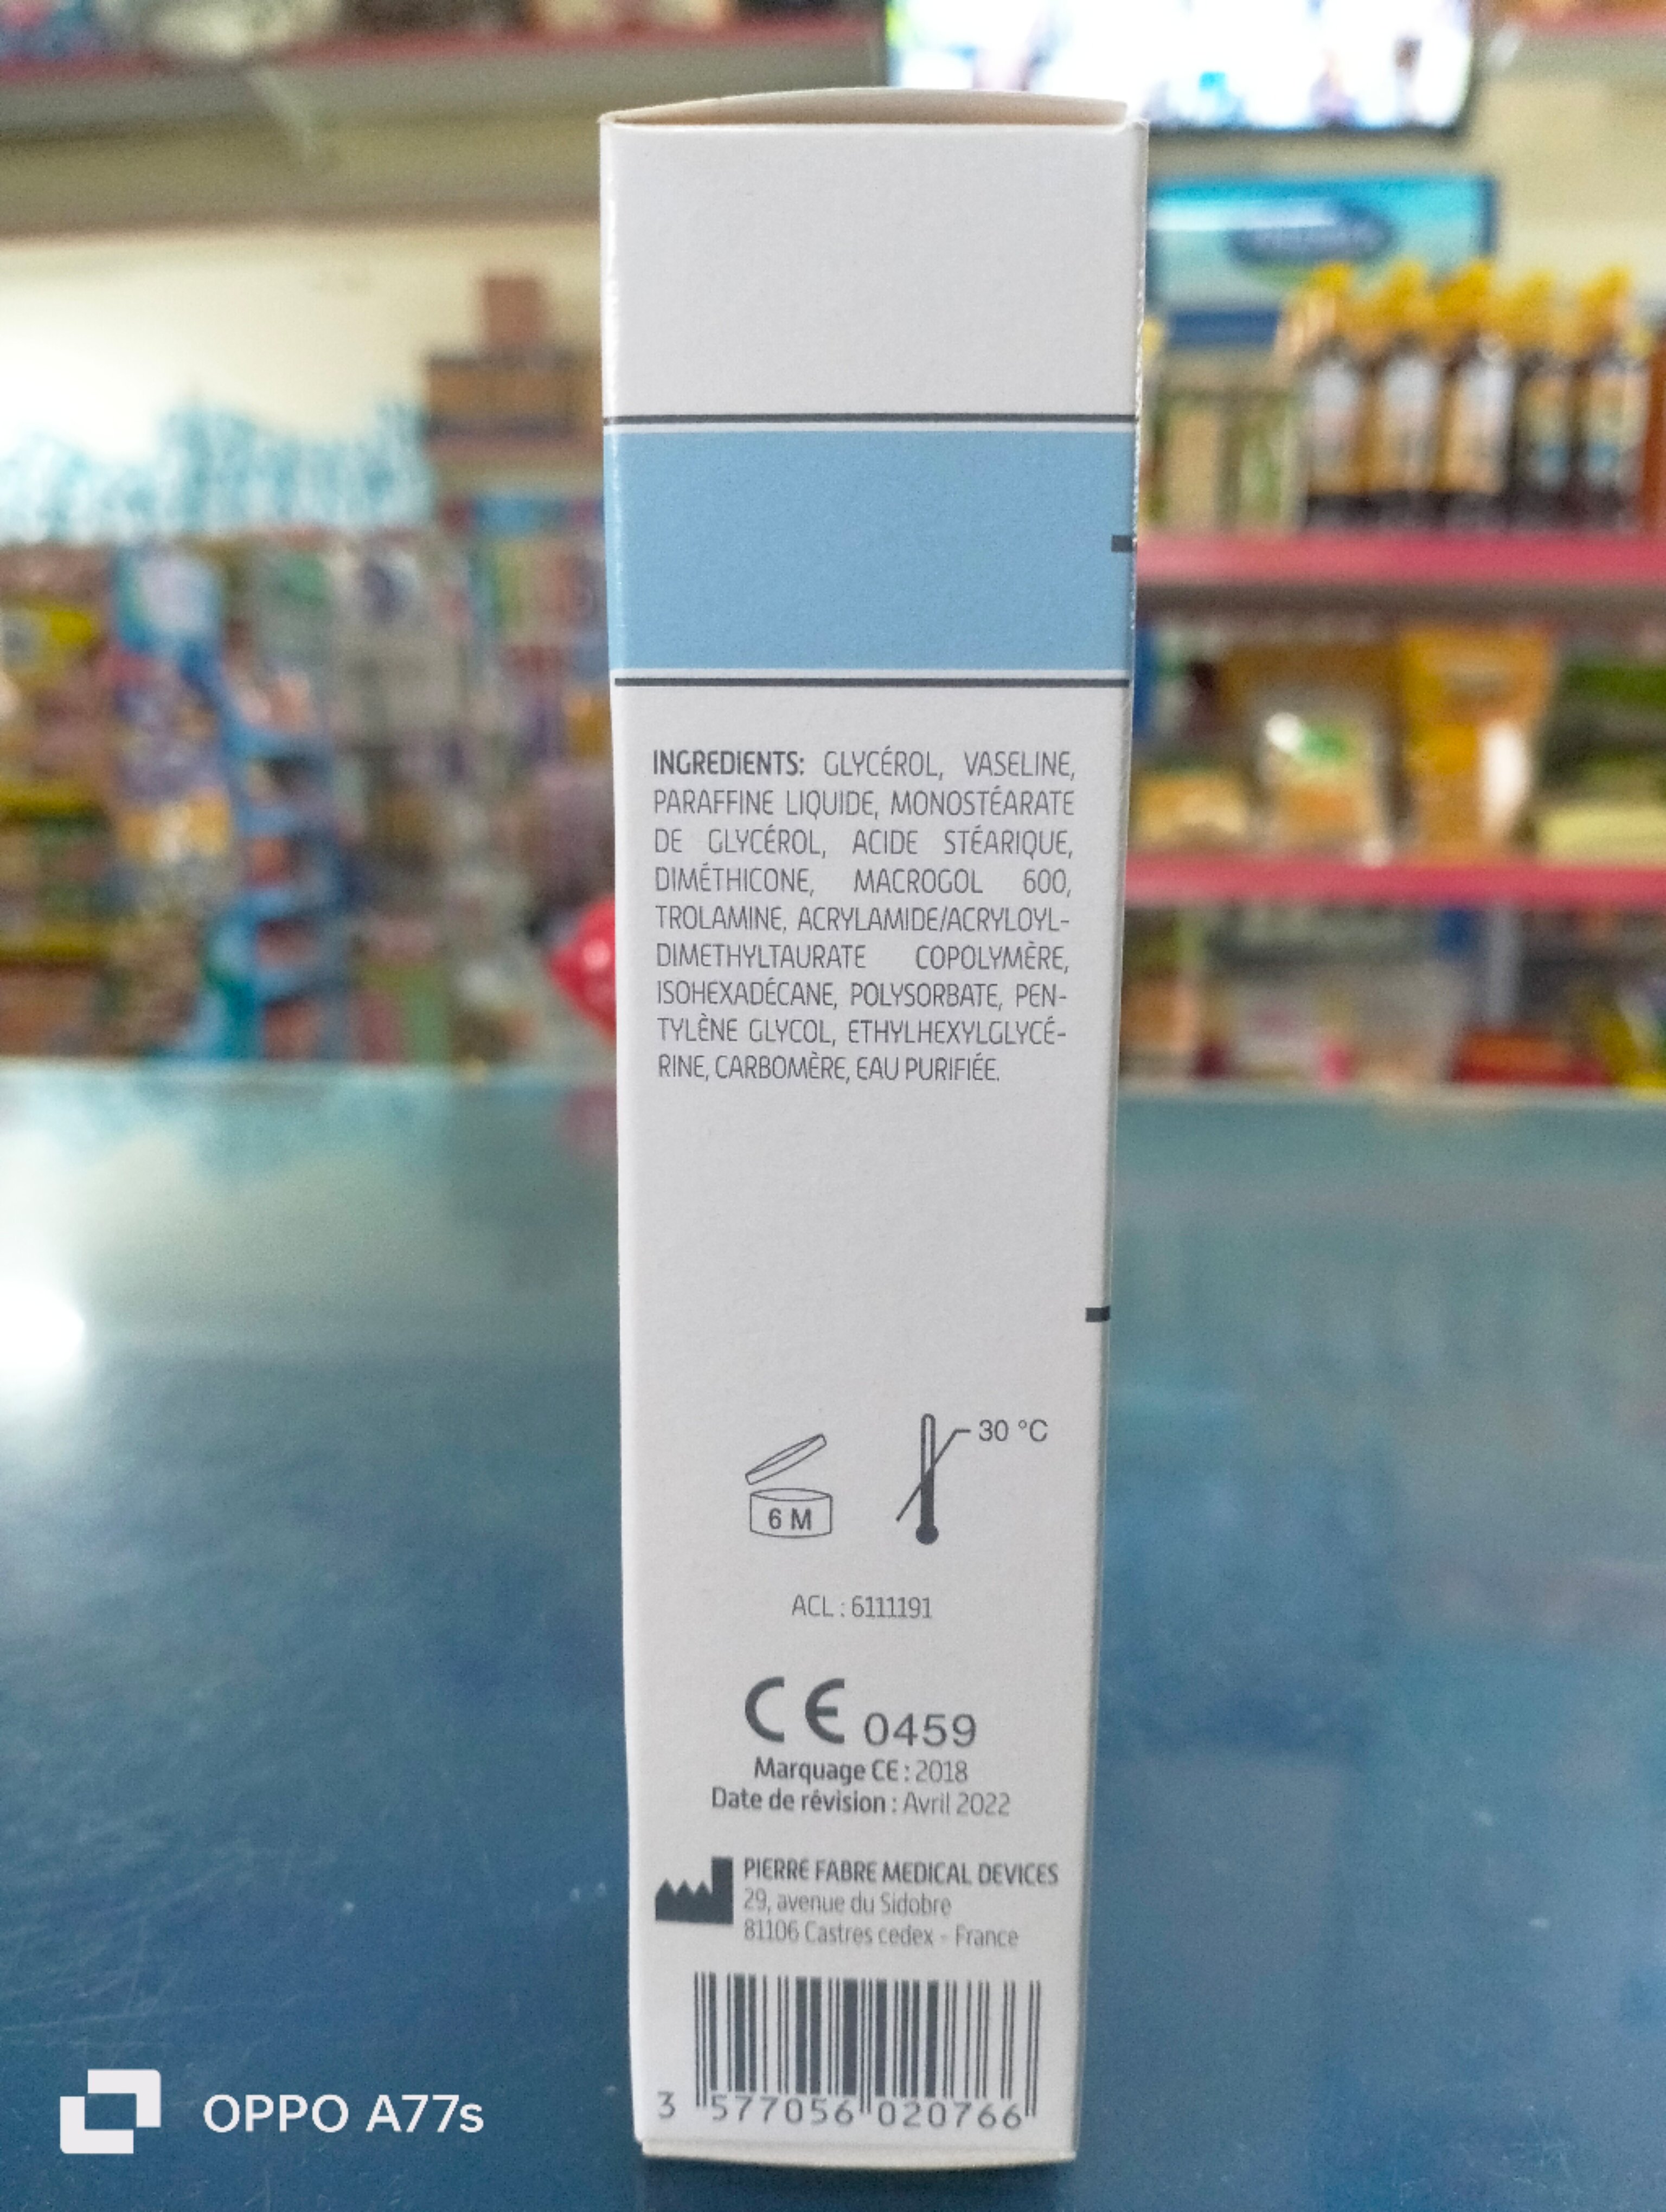 INGREDIENTS: GLYCÉROL, VASELINE,
PARAFFINE LIQUIDE, MONOSTÉARATE
DE GLYCÉROL, ACIDE STÉARIQUE,
DIMÉTHICONE, MACROGOL 600,
TROLAMINE, ACRYLAMIDE/ACRYLOYL-
DIMETHYLTAURATE COPOLYMÈRE,
ISOHEXADÉCANE, POLYSORBATE, PEN-
TYLÈNE GLYCOL, ETHYLHEXYLGLYCÉ-
RINE, CARBOMÈRE, EAU PURIFIÉE.
30 °C
6 M
ACL : 6111191
CE 0459
Marquage CE : 2018
Date de révision : Avril 2022
PIERRE FABRE MEDICAL DEVICES
29, avenue du Sidobre
81106 Castres cedex - France
3 577056 020766
OPPO A77s